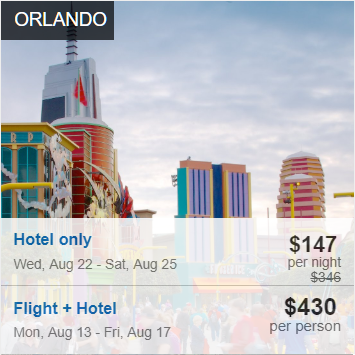 ORLANDO
Hotel only
$147
Wed, Aug 22 - Sat, Aug 25
per night
$346
Flight + Hotel
$430
Mon, Aug 13 - Fri, Aug 17
per person